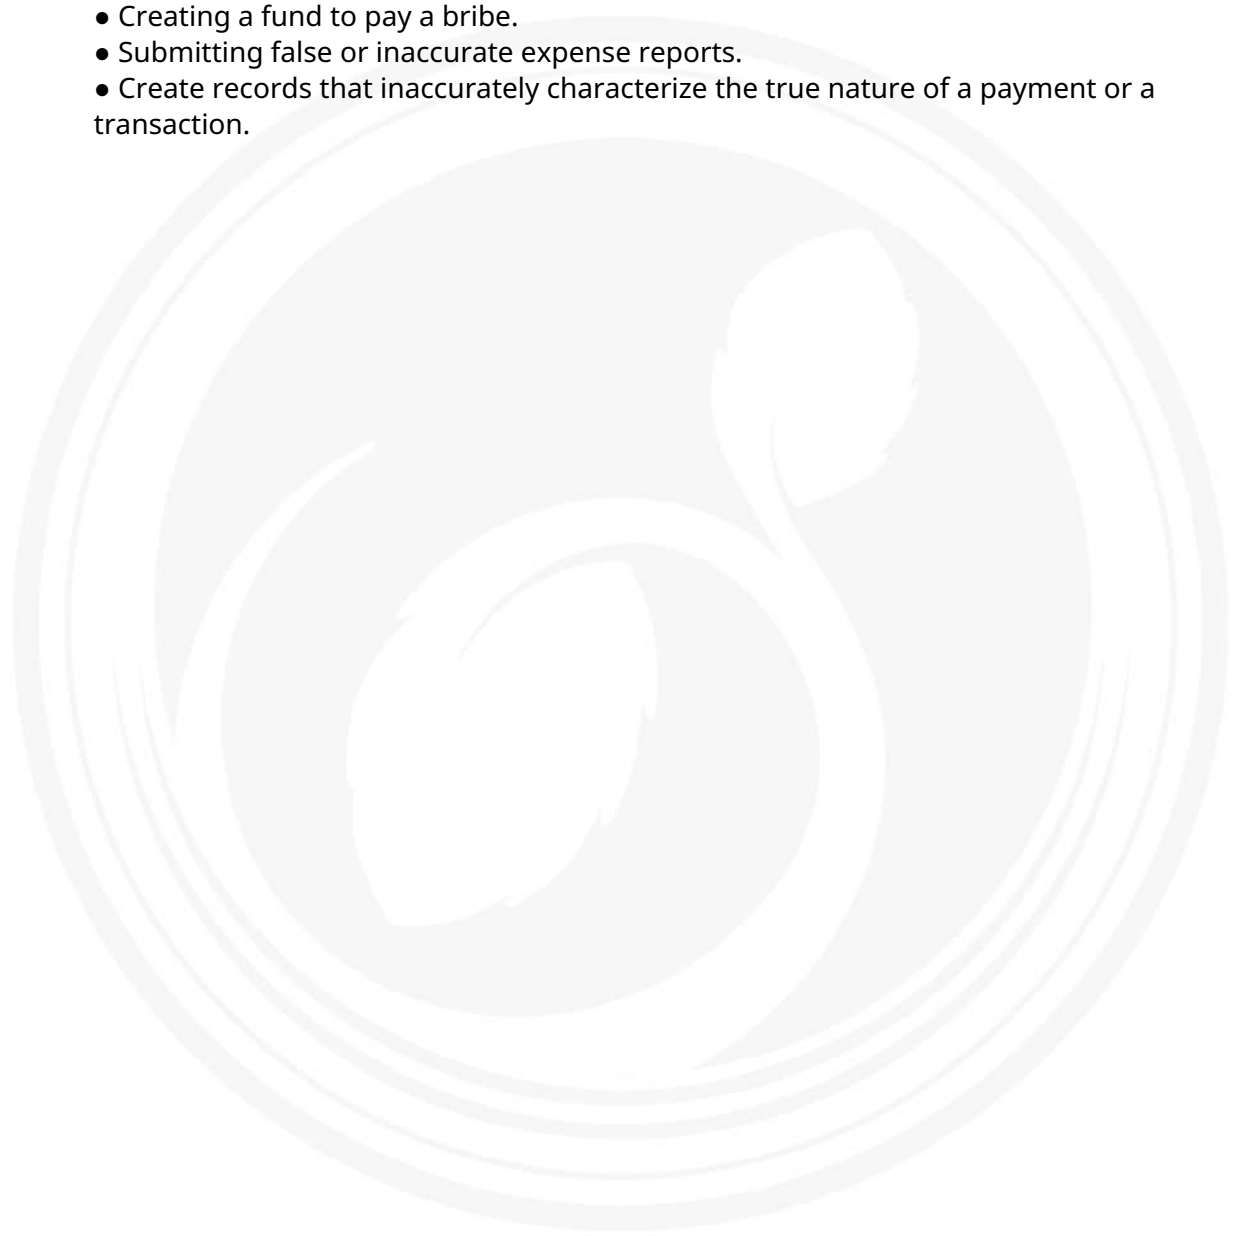 ● Creating a fund to pay a bribe.
● Submitting false or inaccurate expense reports.
● Create records that inaccurately characterize the true nature of a payment or a
transaction.